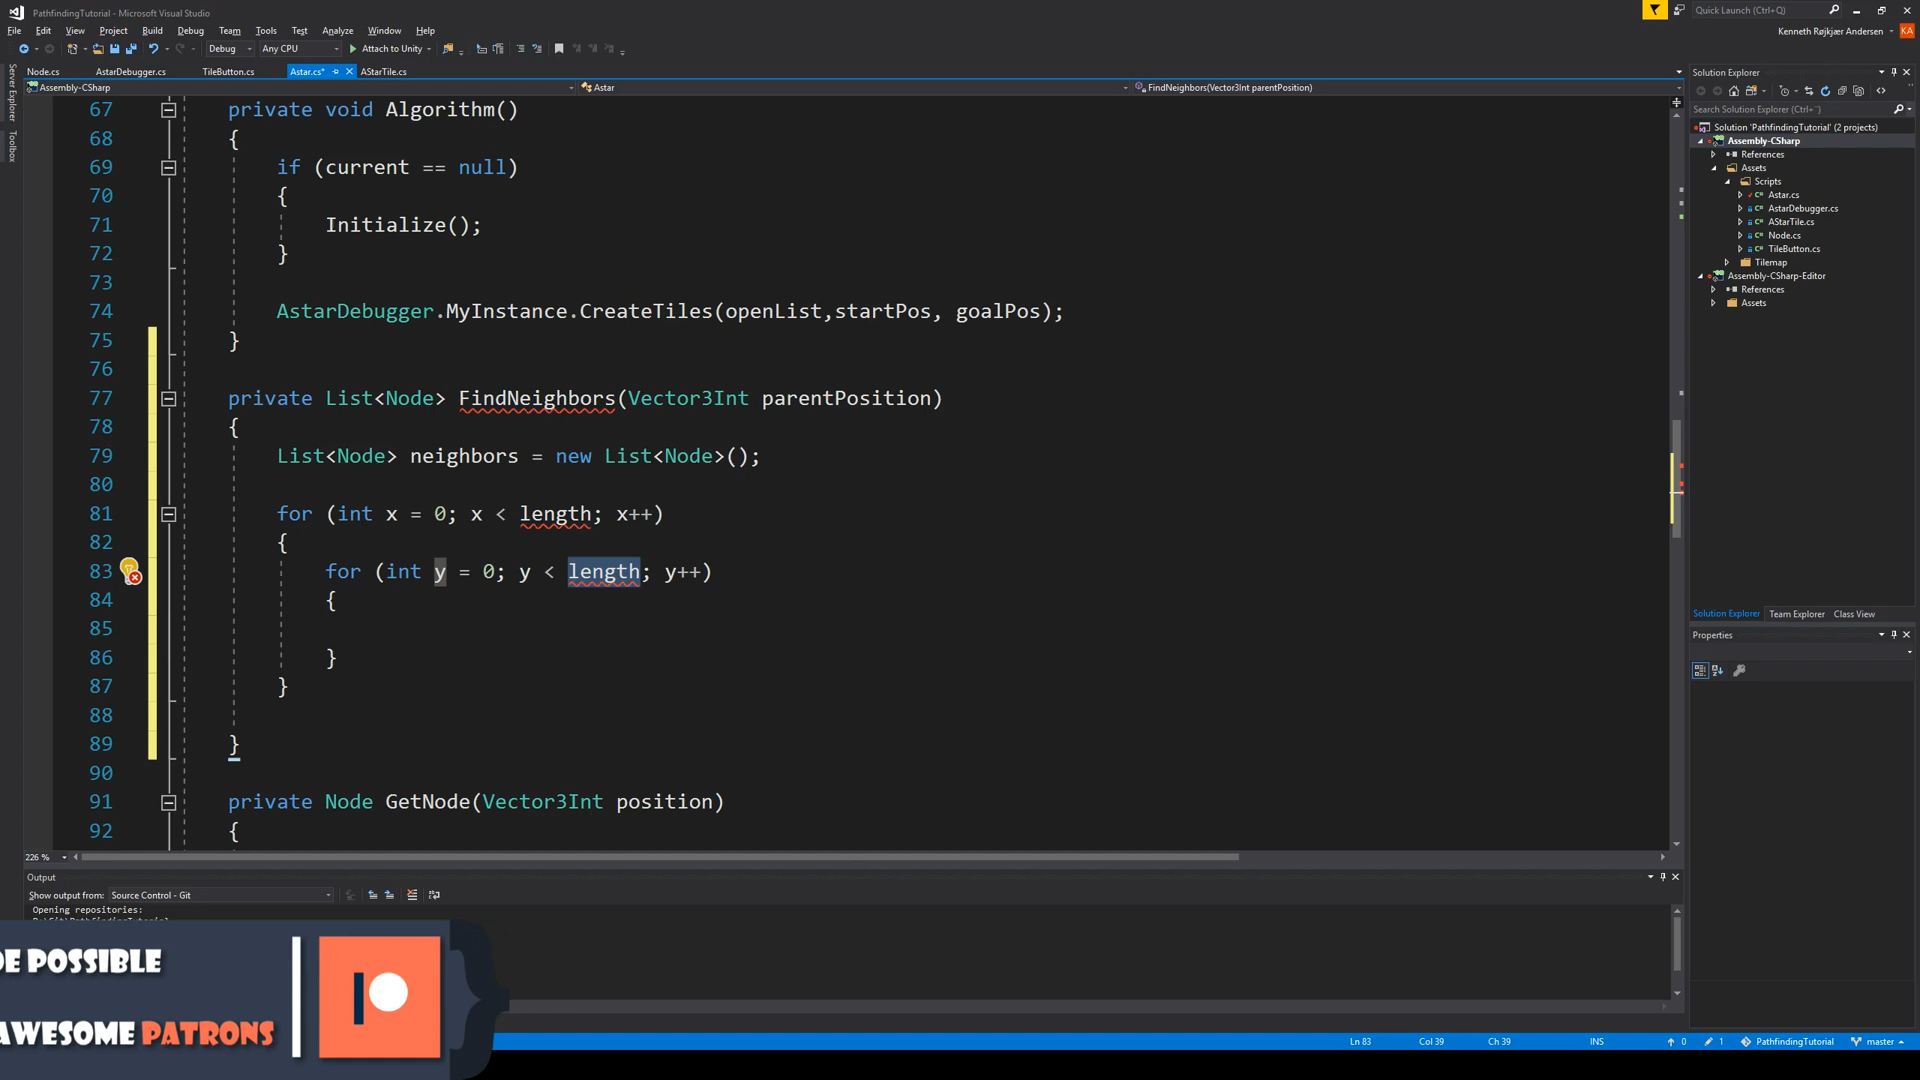 PathfindingTutorial - Microsoft Visual Studio
Quick Launch (Ctrl+Q)
File Edit View Project Build Debug Team Tools Test Analyze Window Help
Kenneth Røjkjær Andersen
KA
Debug Any CPU Attach to Unity
Server Explorer
Toolbox
Node.cs AstarDebugger.cs TileButton.cs Astar.cs* AStarTile.cs
Assembly-CSharp Astar FindNeighbors(Vector3Int parentPosition)
67 private void Algorithm()
68 {
69 if (current == null)
70 {
71 Initialize();
72 }
73
74 AstarDebugger.MyInstance.CreateTiles(openList,startPos, goalPos);
75 }
76
77 private List<Node> FindNeighbors(Vector3Int parentPosition)
78 {
79 List<Node> neighbors = new List<Node>();
80
81 for (int x = 0; x < length; x++)
82 {
83 for (int y = 0; y < length; y++)
84 {
85
86 }
87 }
88
89 }
90
91 private Node GetNode(Vector3Int position)
92 {
226 %
Solution Explorer
Search Solution Explorer (Ctrl+¨)
Solution 'PathfindingTutorial' (2 projects)
Assembly-CSharp
References
Assets
Scripts
Astar.cs
AstarDebugger.cs
AStarTile.cs
Node.cs
TileButton.cs
Tilemap
Assembly-CSharp-Editor
References
Assets
Solution Explorer Team Explorer Class View
Properties
Output
Show output from: Source Control - Git
Opening repositories:
DE POSSIBLE
AWESOME PATRONS
Ln 83 Col 39 Ch 39 INS 0 1 PathfindingTutorial master